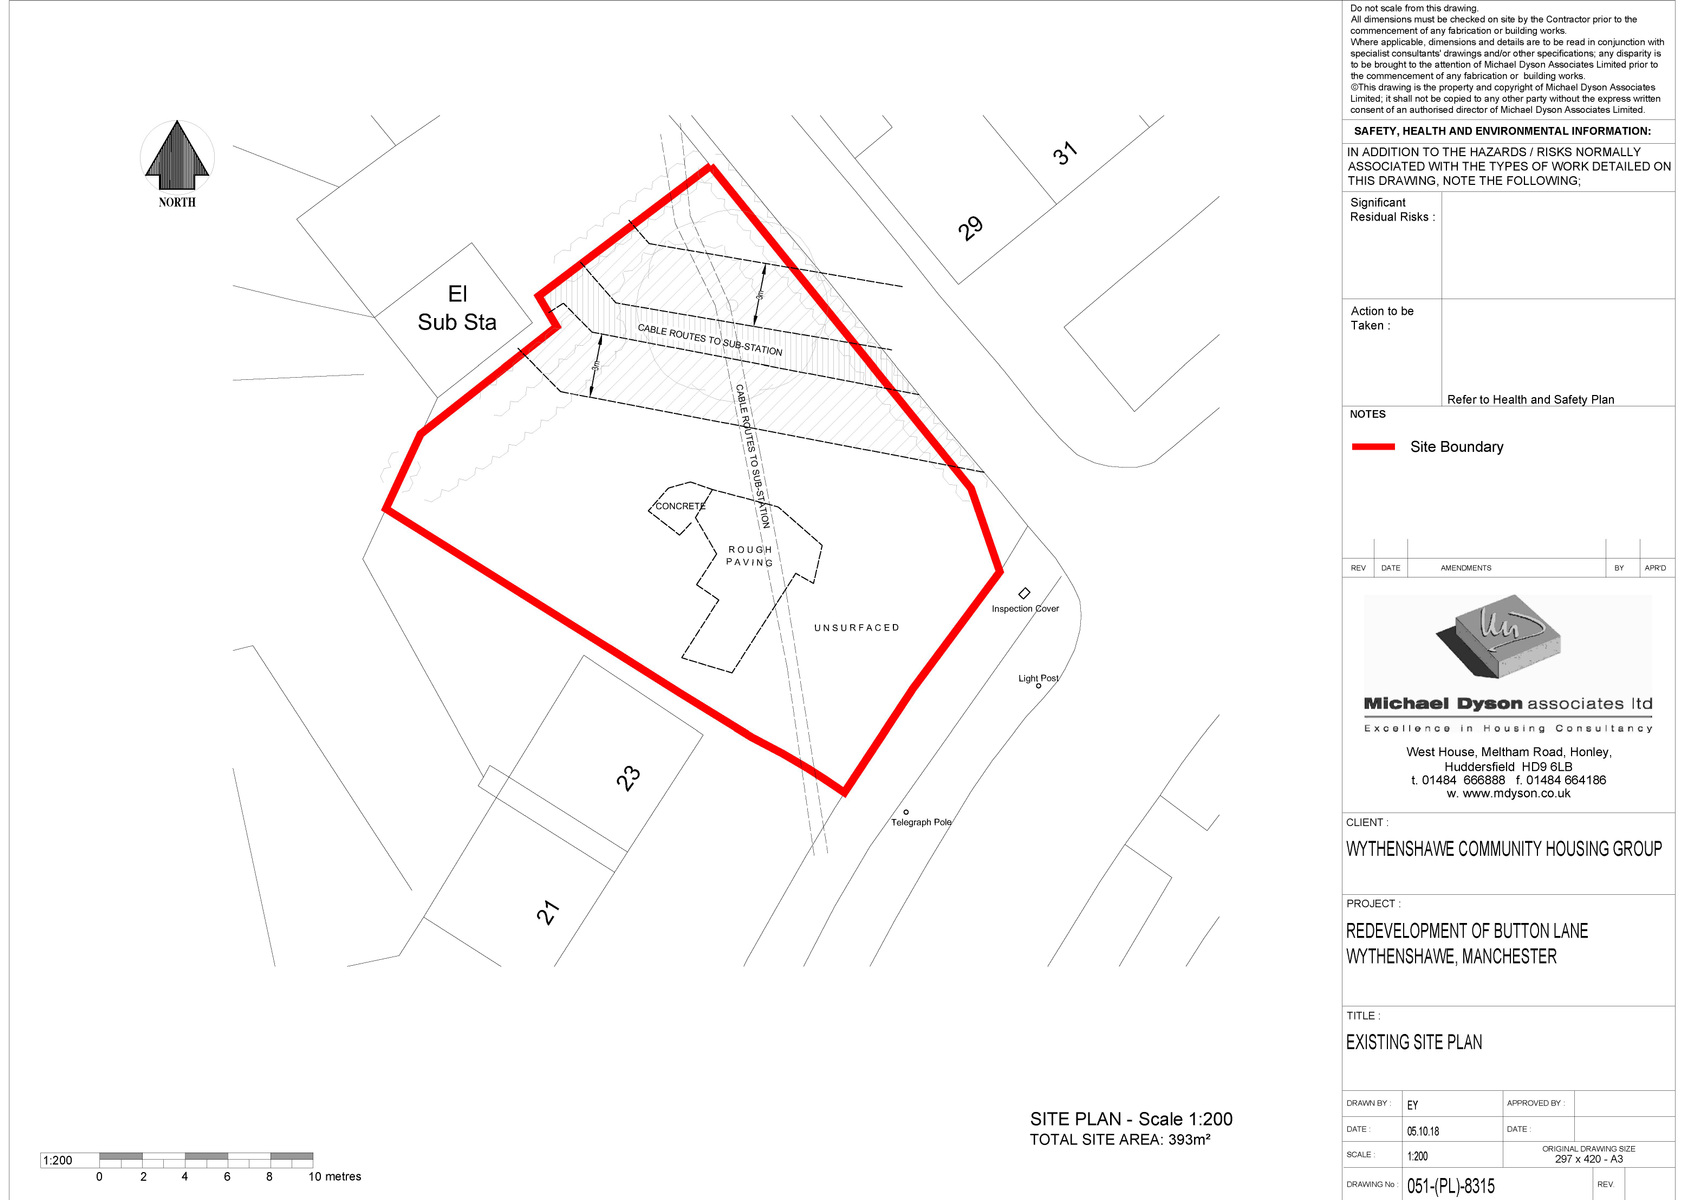 Do not scale from this drawing.
All dimensions must be checked on site by the Contractor prior to the
commencement of any fabrication or building works.
Where applicable, dimensions and details are to be read in conjunction with
specialist consultants' drawings and/or other specifications; any disparity is
to be brought to the attention of Michael Dyson Associates Limited prior to
the commencement of any fabrication or building works.
©This drawing is the property and copyright of Michael Dyson Associates
Limited; it shall not be copied to any other party without the express written
consent of an authorised director of Michael Dyson Associates Limited.
SAFETY, HEALTH AND ENVIRONMENTAL INFORMATION:
IN ADDITION TO THE HAZARDS / RISKS NORMALLY
ASSOCIATED WITH THE TYPES OF WORK DETAILED ON
THIS DRAWING, NOTE THE FOLLOWING;
Significant
Residual Risks :
Action to be
Taken :
Refer to Health and Safety Plan
NOTES
Site Boundary
REV DATE AMENDMENTS BY APR'D
Michael Dyson associates ltd
Excellence in Housing Consultancy
West House, Meltham Road, Honley,
Huddersfield HD9 6LB
t. 01484 666888 f. 01484 664186
w. www.mdyson.co.uk
CLIENT :
WYTHENSHAWE COMMUNITY HOUSING GROUP
PROJECT :
REDEVELOPMENT OF BUTTON LANE
WYTHENSHAWE, MANCHESTER
TITLE :
EXISTING SITE PLAN
DRAWN BY : EY APPROVED BY :
DATE : 05.10.18 DATE :
SCALE : 1:200 ORIGINAL DRAWING SIZE
297 x 420 - A3
DRAWING No : 051-(PL)-8315 REV.
NORTH
31
29
El
Sub Sta
3m
CABLE ROUTES TO SUB-STATION
3m
CABLE ROUTES TO SUB-STATION
CONCRETE
ROUGH
PAVING
UNSURFACED
Inspection Cover
Light Post
Telegraph Pole
23
21
SITE PLAN - Scale 1:200
TOTAL SITE AREA: 393m²
1:200
0 2 4 6 8 10 metres